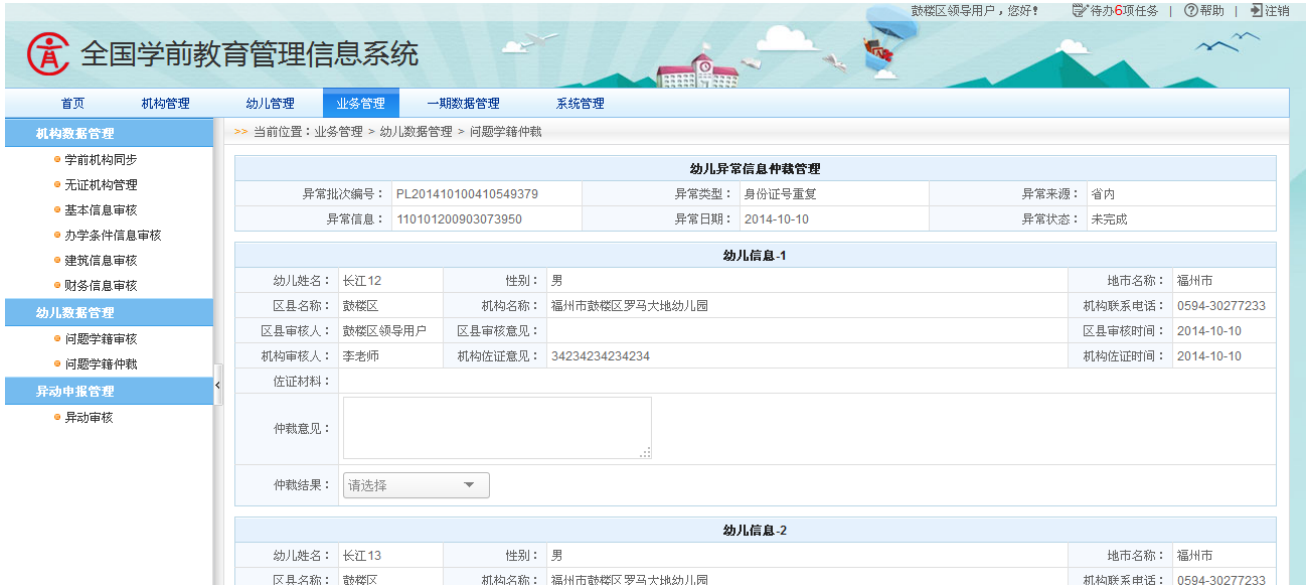 鼓楼区领导用户，您好! 待办6项任务 | 帮助 | 注销
全国学前教育管理信息系统
首页 机构管理 幼儿管理 业务管理 一期数据管理 系统管理
机构数据管理
学前机构同步
无证机构管理
基本信息审核
办学条件信息审核
建筑信息审核
财务信息审核
幼儿数据管理
问题学籍审核
问题学籍仲裁
异动申报管理
异动审核
>> 当前位置：业务管理 > 幼儿数据管理 > 问题学籍仲裁
幼儿异常信息仲裁管理
异常批次编号： PL201410100410549379 异常类型： 身份证号重复 异常来源： 省内
异常信息： 110101200903073950 异常日期： 2014-10-10 异常状态： 未完成
幼儿信息-1
幼儿姓名： 长江12 性别： 男 地市名称： 福州市
区县名称： 鼓楼区 机构名称： 福州市鼓楼区罗马大地幼儿园 机构联系电话： 0594-30277233
区县审核人： 鼓楼区领导用户 区县审核意见： 区县审核时间： 2014-10-10
机构审核人： 李老师 机构佐证意见： 34234234234234 机构佐证时间： 2014-10-10
佐证材料：
仲裁意见：
仲裁结果： 请选择
幼儿信息-2
幼儿姓名： 长江13 性别： 男 地市名称： 福州市
区县名称： 鼓楼区 机构名称： 福州市鼓楼区罗马大地幼儿园 机构联系电话： 0594-30277233